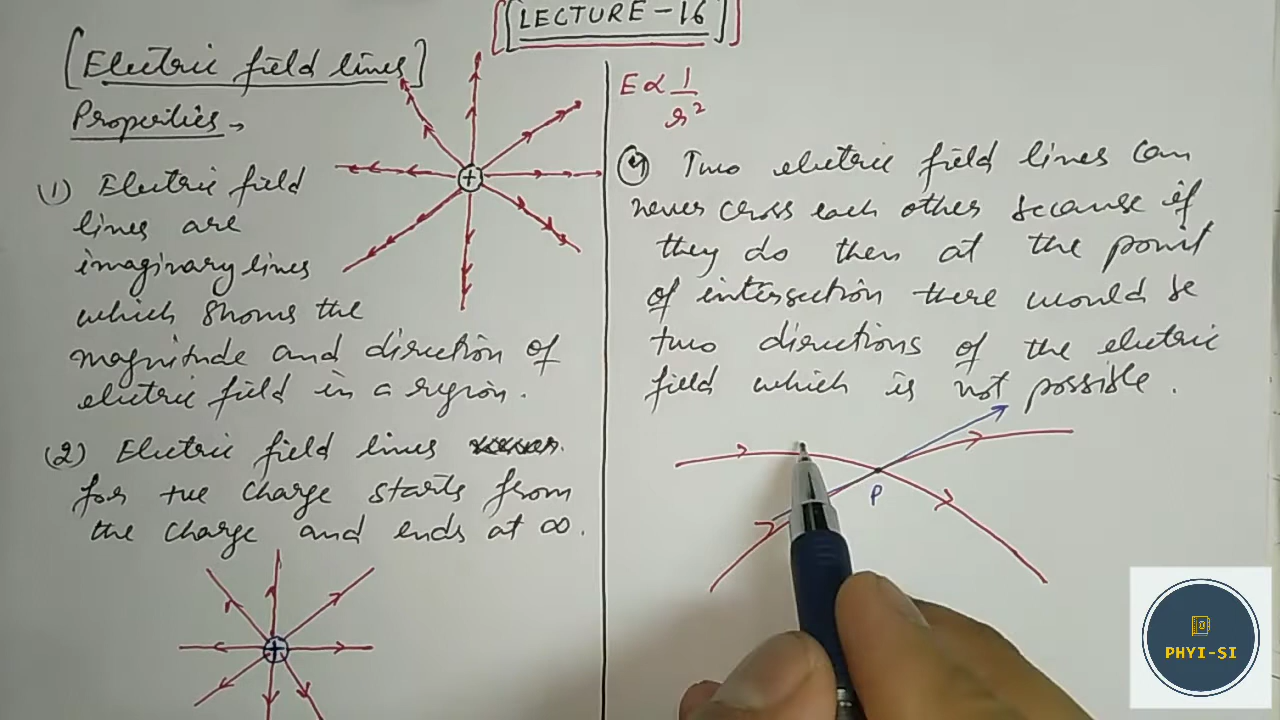 [[LECTURE-16]]
[Electric field lines]
Properties →
(1) Electric field
lines are
imaginary lines
which shows the
magnitude and direction of
electric field in a region.
(2) Electric field lines
for +ve charge starts from
the charge and ends at ∞.
+
+
E ∝ 1/r²
(4) Two electric field lines can
never cross each other because if
they do then at the point
of intersection there would be
two directions of the electric
field which is not possible.
P
PHYI-SI